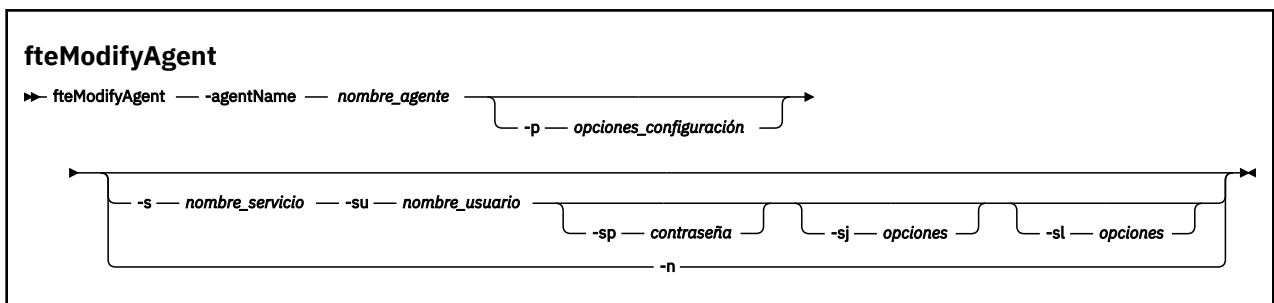 fteModifyAgent
fteModifyAgent -agentName nombre_agente
-p opciones_configuración
-s nombre_servicio -su nombre_usuario
-sp contraseña -sj opciones -sl opciones
-n